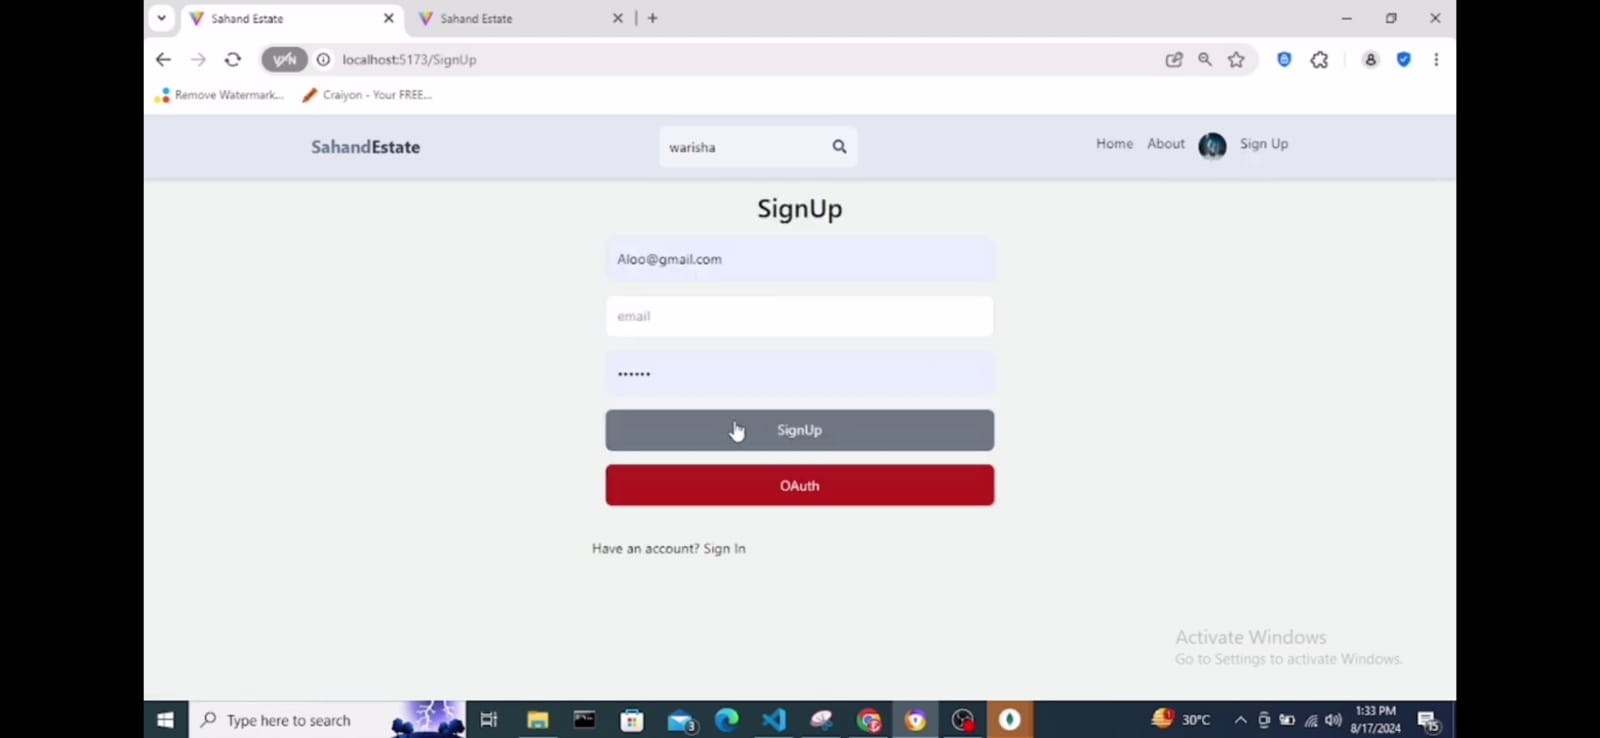 Sahand Estate
Sahand Estate
VPN
localhost:5173/SignUp
Remove Watermark...
Craiyon - Your FREE...
SahandEstate
warisha
Home
About
Sign Up
SignUp
Aloo@gmail.com
email
••••••
SignUp
OAuth
Have an account? Sign In
Activate Windows
Go to Settings to activate Windows.
Type here to search
3
30°C
1:33 PM
8/17/2024
15